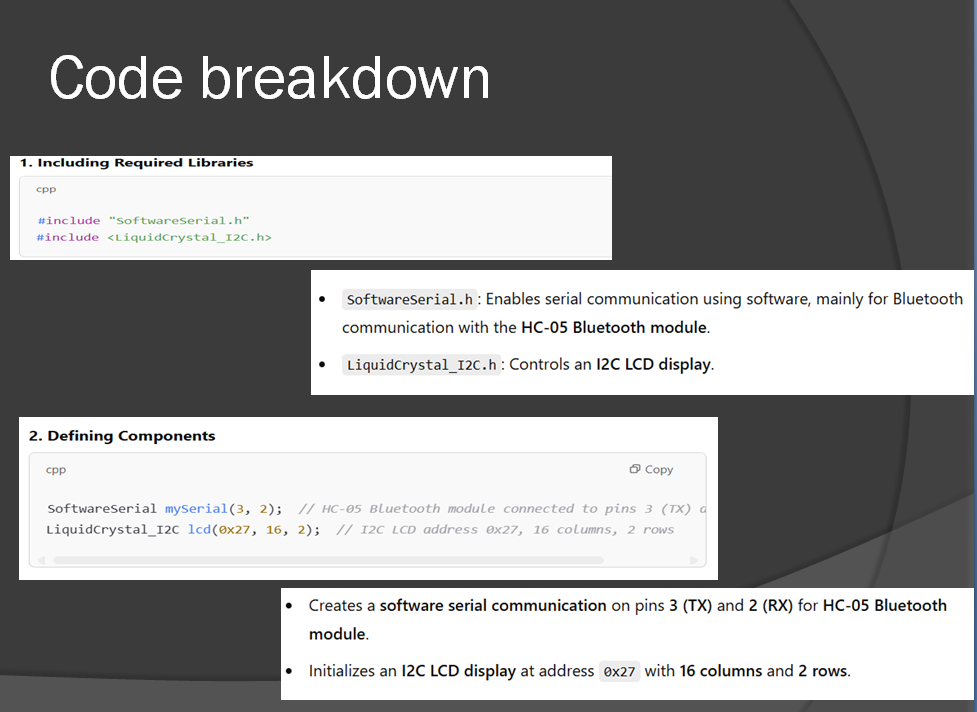 Code breakdown
1. Including Required Libraries
cpp
#include "SoftwareSerial.h"
#include <LiquidCrystal_I2C.h>
• SoftwareSerial.h: Enables serial communication using software, mainly for Bluetooth
communication with the HC-05 Bluetooth module.
• LiquidCrystal_I2C.h: Controls an I2C LCD display.
2. Defining Components
cpp Copy
SoftwareSerial mySerial(3, 2); // HC-05 Bluetooth module connected to pins 3 (TX)
LiquidCrystal_I2C lcd(0x27, 16, 2); // I2C LCD address 0x27, 16 columns, 2 rows
• Creates a software serial communication on pins 3 (TX) and 2 (RX) for HC-05 Bluetooth
module.
• Initializes an I2C LCD display at address 0x27 with 16 columns and 2 rows.